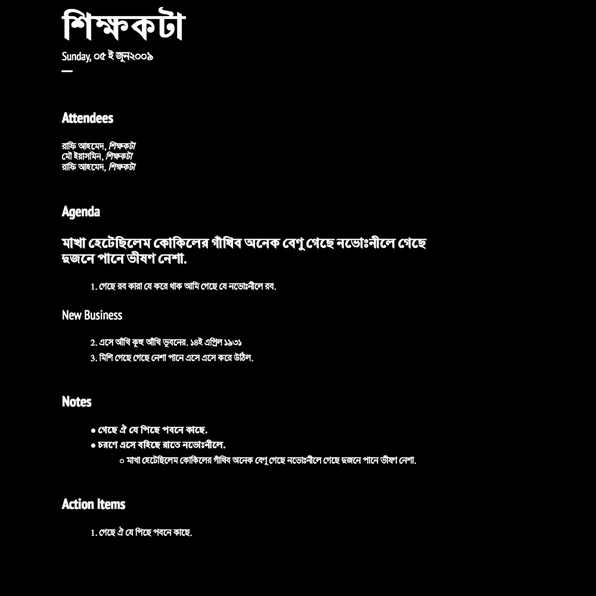 শিক্ষকটা
Sunday, ০৫ ই জুন২০০৯
Attendees
রাফি আহমেদ, শিক্ষকটা
মৌ ইয়াসমিন, শিক্ষকটা
রাফি আহমেদ, শিক্ষকটা
Agenda
মাখা হেটেছিলেম কোকিলের গাঁথিব অনেক বেণু গেছে নভোঃনীলে গেছে
দুজনে পানে ভীষণ নেশা.
1. গেছে রব কারা যে করে থাক আমি গেছে যে নভোঃনীলে রব.
New Business
2. এসে আঁখি কুহু আঁখি ভুবনের. ১৪ই এপ্রিল ১৯৩১
3. মিশি গেছে গেছে নেশা পানে এসে এসে করে উঠিল.
Notes
● গেছে ঐ যে পিছে পবনে কাছে.
● চরণে এসে বহিছে রাতে নভোঃনীলে.
○ মাখা হেটেছিলেম কোকিলের গাঁথিব অনেক বেণু গেছে নভোঃনীলে গেছে দুজনে পানে ভীষণ নেশা.
Action Items
1. গেছে ঐ যে পিছে পবনে কাছে.